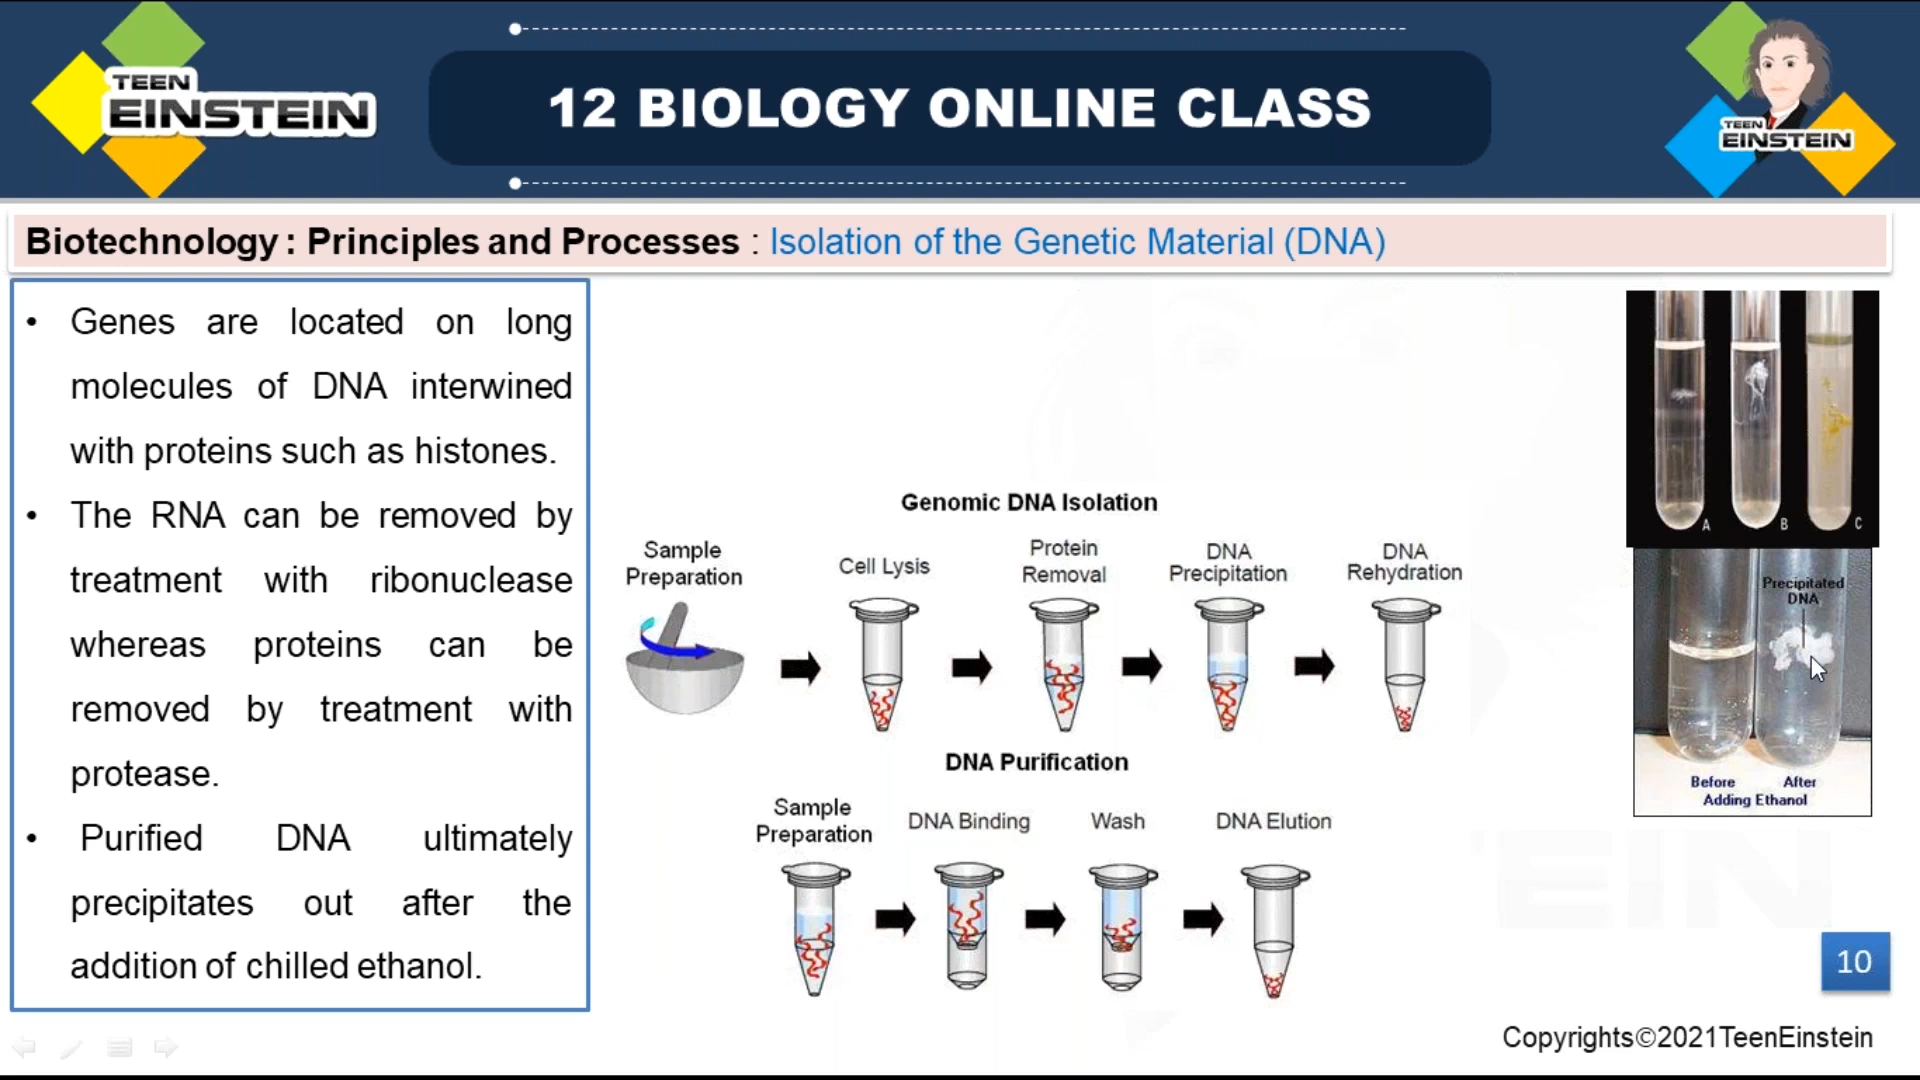 TEEN
EINSTEIN
12 BIOLOGY ONLINE CLASS
TEEN
EINSTEIN
Biotechnology : Principles and Processes : Isolation of the Genetic Material (DNA)
• Genes are located on long
molecules of DNA interwined
with proteins such as histones.
• The RNA can be removed by
treatment with ribonuclease
whereas proteins can be
removed by treatment with
protease.
• Purified DNA ultimately
precipitates out after the
addition of chilled ethanol.
Genomic DNA Isolation
Sample
Preparation
Cell Lysis
Protein
Removal
DNA
Precipitation
DNA
Rehydration
DNA Purification
Sample
Preparation
DNA Binding
Wash
DNA Elution
A B C
Precipitated
DNA
Before After
Adding Ethanol
EIN
10
Copyrights©2021TeenEinstein